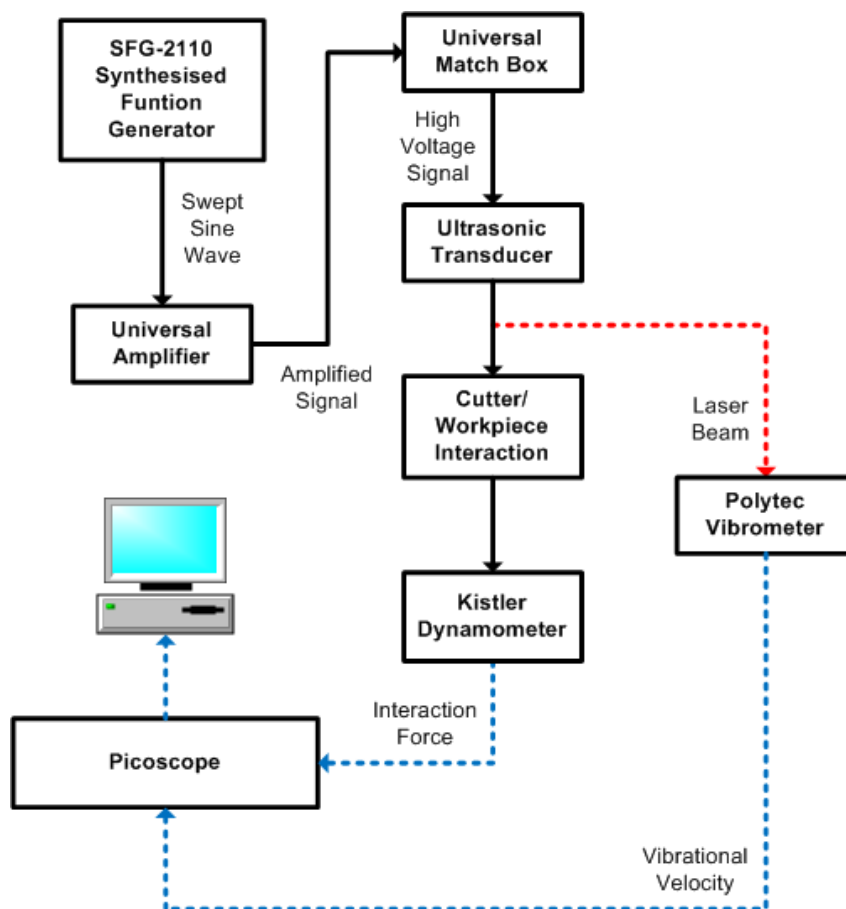 SFG-2110
Synthesised
Funtion
Generator
Universal
Match Box
High
Voltage
Signal
Swept
Sine
Wave
Ultrasonic
Transducer
Universal
Amplifier
Amplified
Signal
Cutter/
Workpiece
Interaction
Laser
Beam
Polytec
Vibrometer
Kistler
Dynamometer
Interaction
Force
Picoscope
Vibrational
Velocity